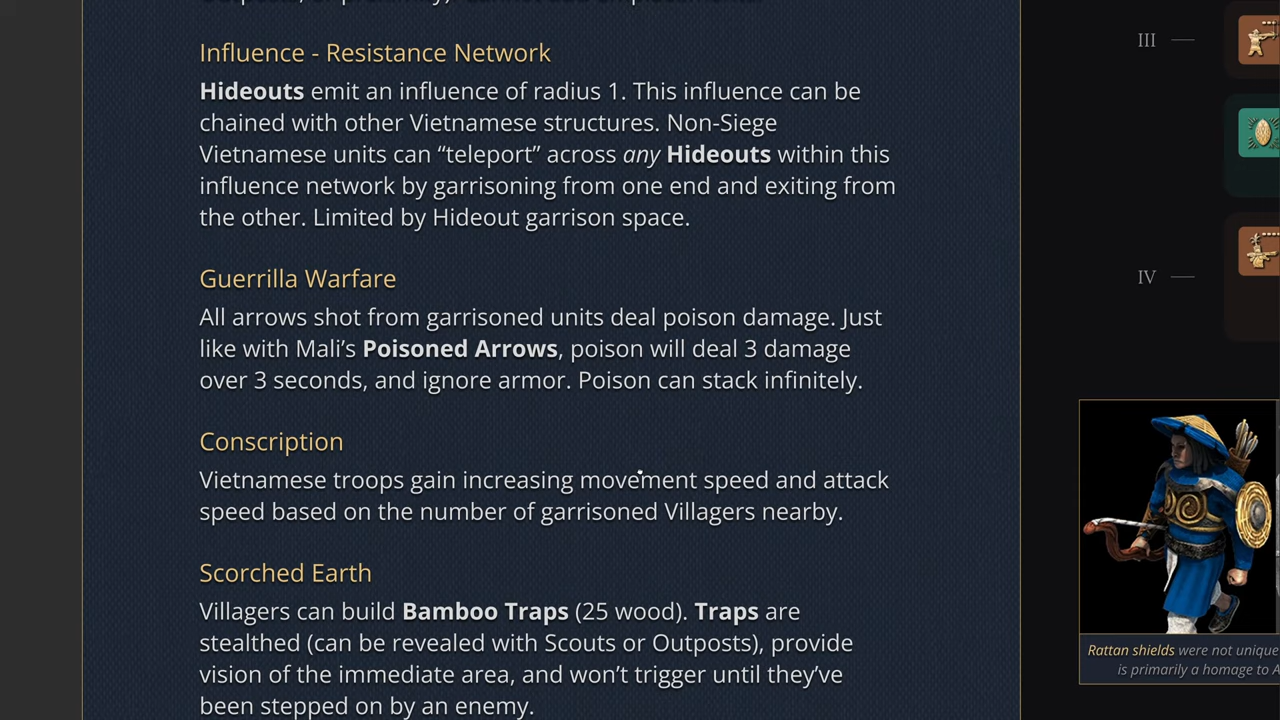 Influence - Resistance Network
Hideouts emit an influence of radius 1. This influence can be
chained with other Vietnamese structures. Non-Siege
Vietnamese units can “teleport” across any Hideouts within this
influence network by garrisoning from one end and exiting from
the other. Limited by Hideout garrison space.
Guerrilla Warfare
All arrows shot from garrisoned units deal poison damage. Just
like with Mali’s Poisoned Arrows, poison will deal 3 damage
over 3 seconds, and ignore armor. Poison can stack infinitely.
Conscription
Vietnamese troops gain increasing movement speed and attack
speed based on the number of garrisoned Villagers nearby.
Scorched Earth
Villagers can build Bamboo Traps (25 wood). Traps are
stealthed (can be revealed with Scouts or Outposts), provide
vision of the immediate area, and won’t trigger until they’ve
been stepped on by an enemy.
III
IV
Rattan shields were not unique
is primarily a homage to A